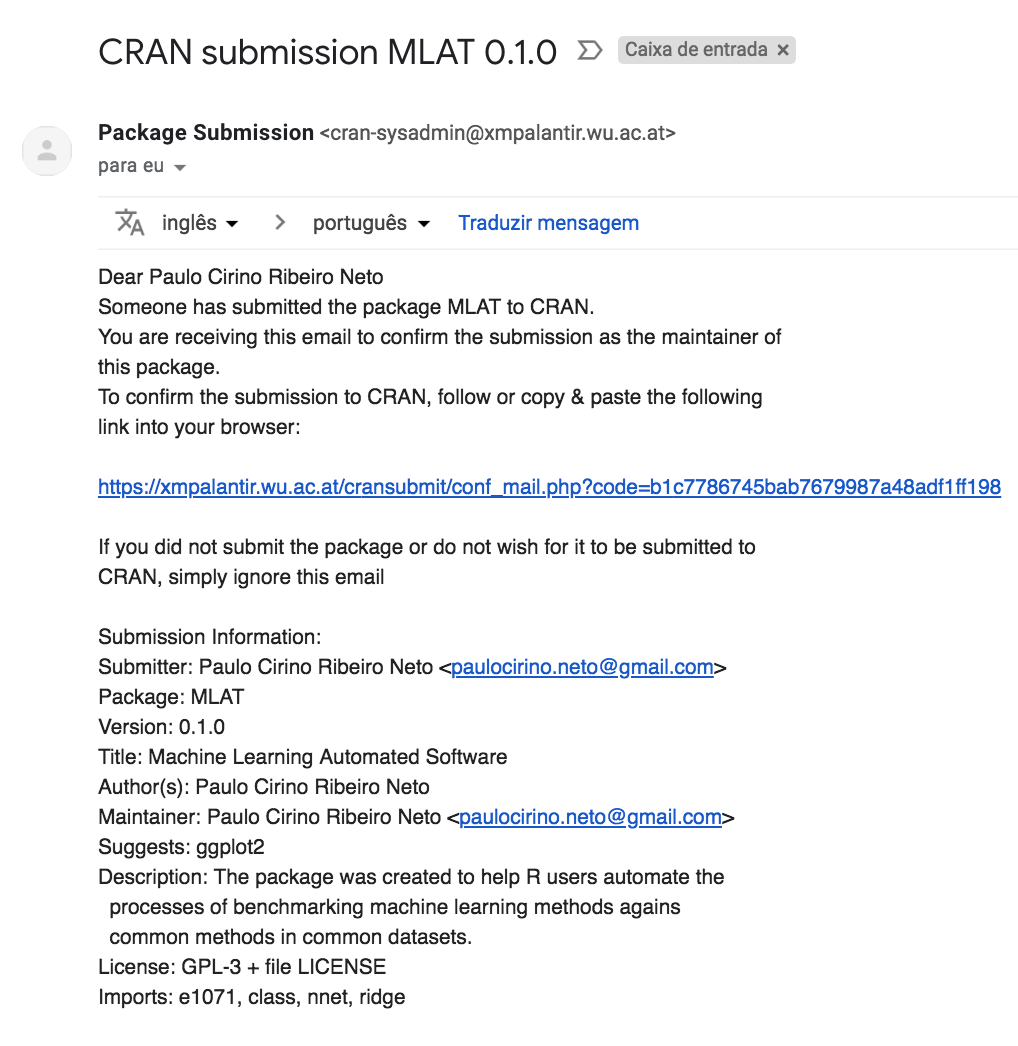 CRAN submission MLAT 0.1.0 Caixa de entrada ×
Package Submission <cran-sysadmin@xmpalantir.wu.ac.at>
para eu
inglês > português Traduzir mensagem
Dear Paulo Cirino Ribeiro Neto
Someone has submitted the package MLAT to CRAN.
You are receiving this email to confirm the submission as the maintainer of
this package.
To confirm the submission to CRAN, follow or copy & paste the following
link into your browser:
https://xmpalantir.wu.ac.at/cransubmit/conf_mail.php?code=b1c7786745bab7679987a48adf1ff198
If you did not submit the package or do not wish for it to be submitted to
CRAN, simply ignore this email
Submission Information:
Submitter: Paulo Cirino Ribeiro Neto <paulocirino.neto@gmail.com>
Package: MLAT
Version: 0.1.0
Title: Machine Learning Automated Software
Author(s): Paulo Cirino Ribeiro Neto
Maintainer: Paulo Cirino Ribeiro Neto <paulocirino.neto@gmail.com>
Suggests: ggplot2
Description: The package was created to help R users automate the
processes of benchmarking machine learning methods agains
common methods in common datasets.
License: GPL-3 + file LICENSE
Imports: e1071, class, nnet, ridge